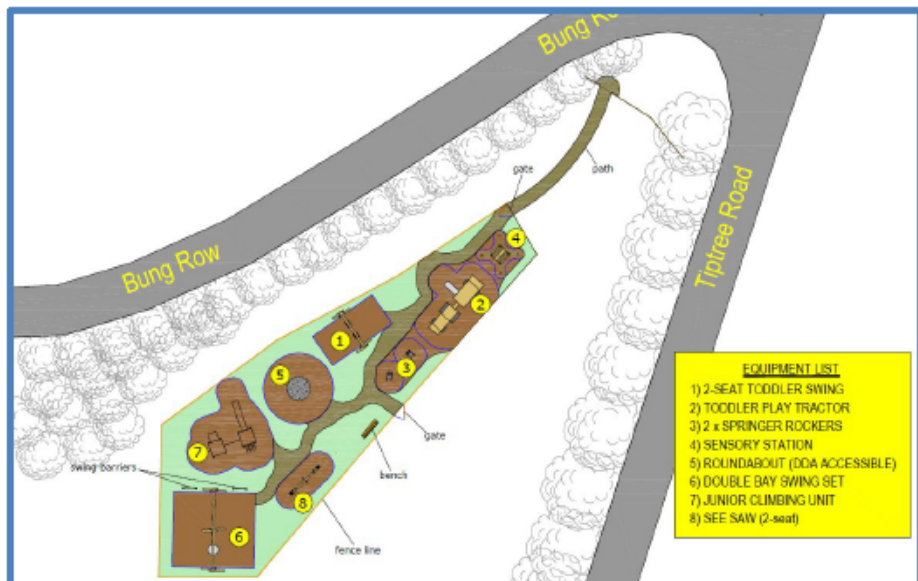 Bung Ro
Bung Row
Tiptree Road
gate
path
4
2
1
3
5
gate
bench
7
swing barriers
8
6
fence line
EQUIPMENT LIST
1) 2-SEAT TODDLER SWING
2) TODDLER PLAY TRACTOR
3) 2 x SPRINGER ROCKERS
4) SENSORY STATION
5) ROUNDABOUT (DDA ACCESSIBLE)
6) DOUBLE BAY SWING SET
7) JUNIOR CLIMBING UNIT
8) SEE SAW (2-seat)